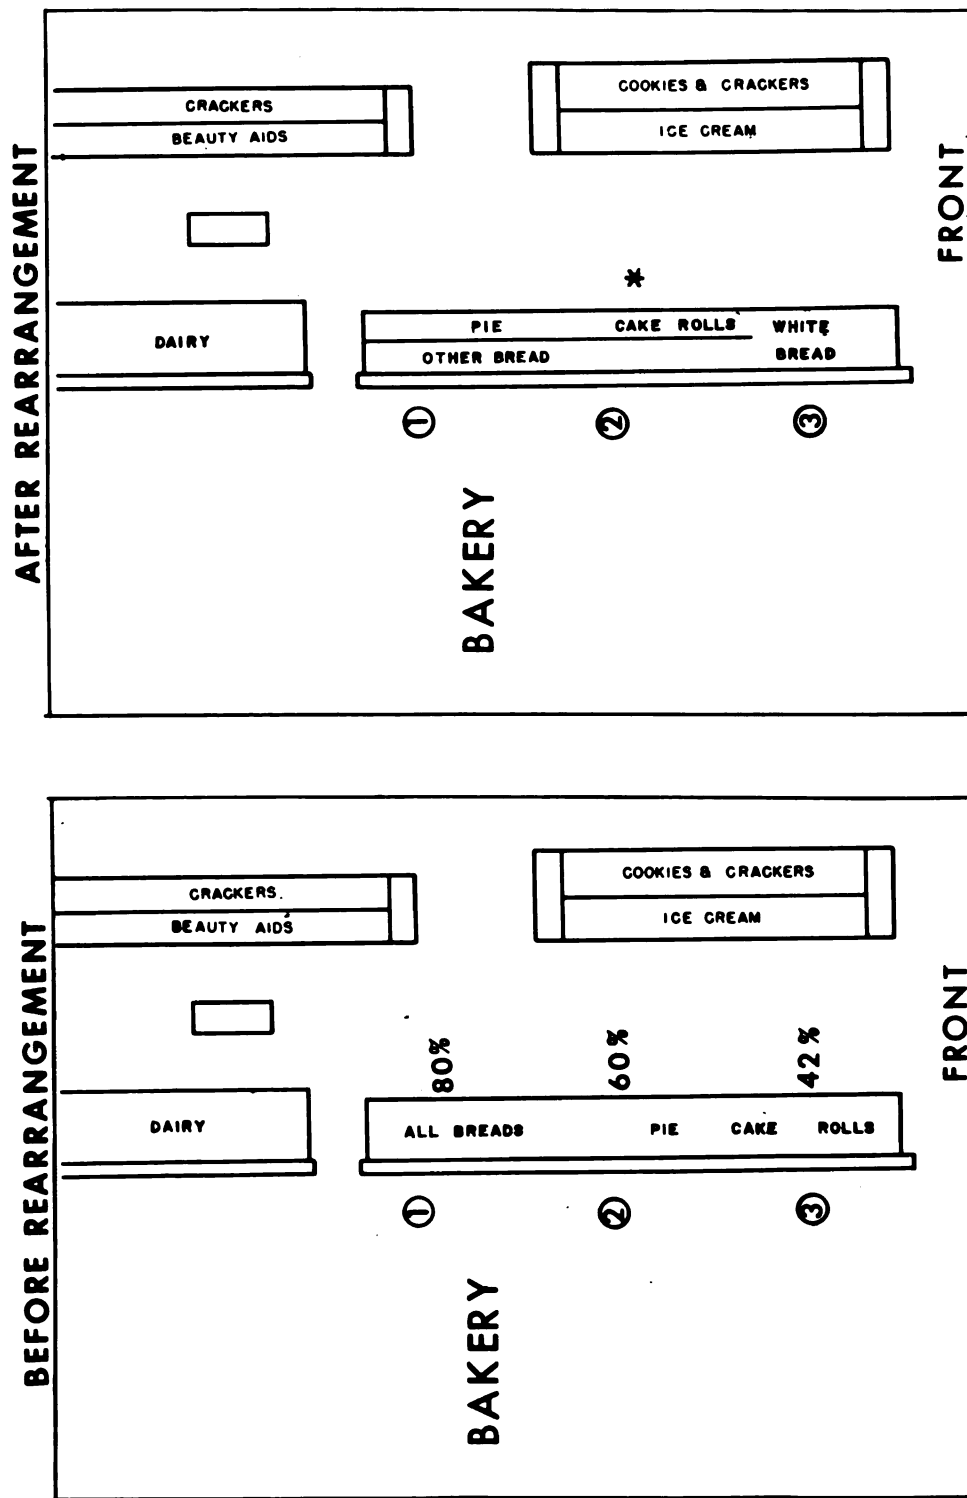 AFTER REARRANGEMENT
CRACKERS
BEAUTY AIDS
COOKIES & CRACKERS
ICE CREAM
FRONT
*
DAIRY
PIE CAKE ROLLS WHITE
OTHER BREAD BREAD
1 2 3
BAKERY
BEFORE REARRANGEMENT
CRACKERS.
BEAUTY AIDS
COOKIES & CRACKERS
ICE CREAM
FRONT
80% 60% 42%
DAIRY
ALL BREADS PIE CAKE ROLLS
1 2 3
BAKERY